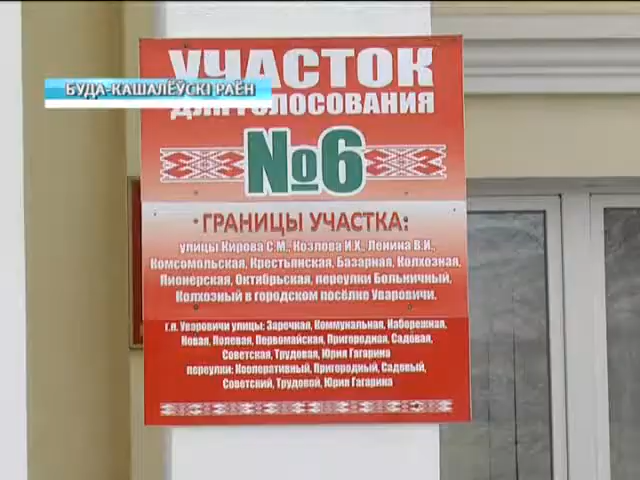 УЧАСТОК
БУДА-КАШАЛЁЎСКІ РАЁН
ДЛЯ ГОЛОСОВАНИЯ
№6
ГРАНИЦЫ УЧАСТКА:
улицы Кирова С.М., Козлова И.Х., Ленина В.И.,
Комсомольская, Крестьянская, Базарная, Колхозная,
Пионерская, Октябрьская, переулки Больничный,
Колхозный в городском посёлке Уваровичи.
г.п. Уваровичи улицы: Заречная, Коммунальная, Набережная,
Новая, Полевая, Первомайская, Пригородная, Садовая,
Советская, Трудовая, Юрия Гагарина
переулки: Кооперативный, Пригородный, Садовый,
Советский, Трудовой, Юрия Гагарина